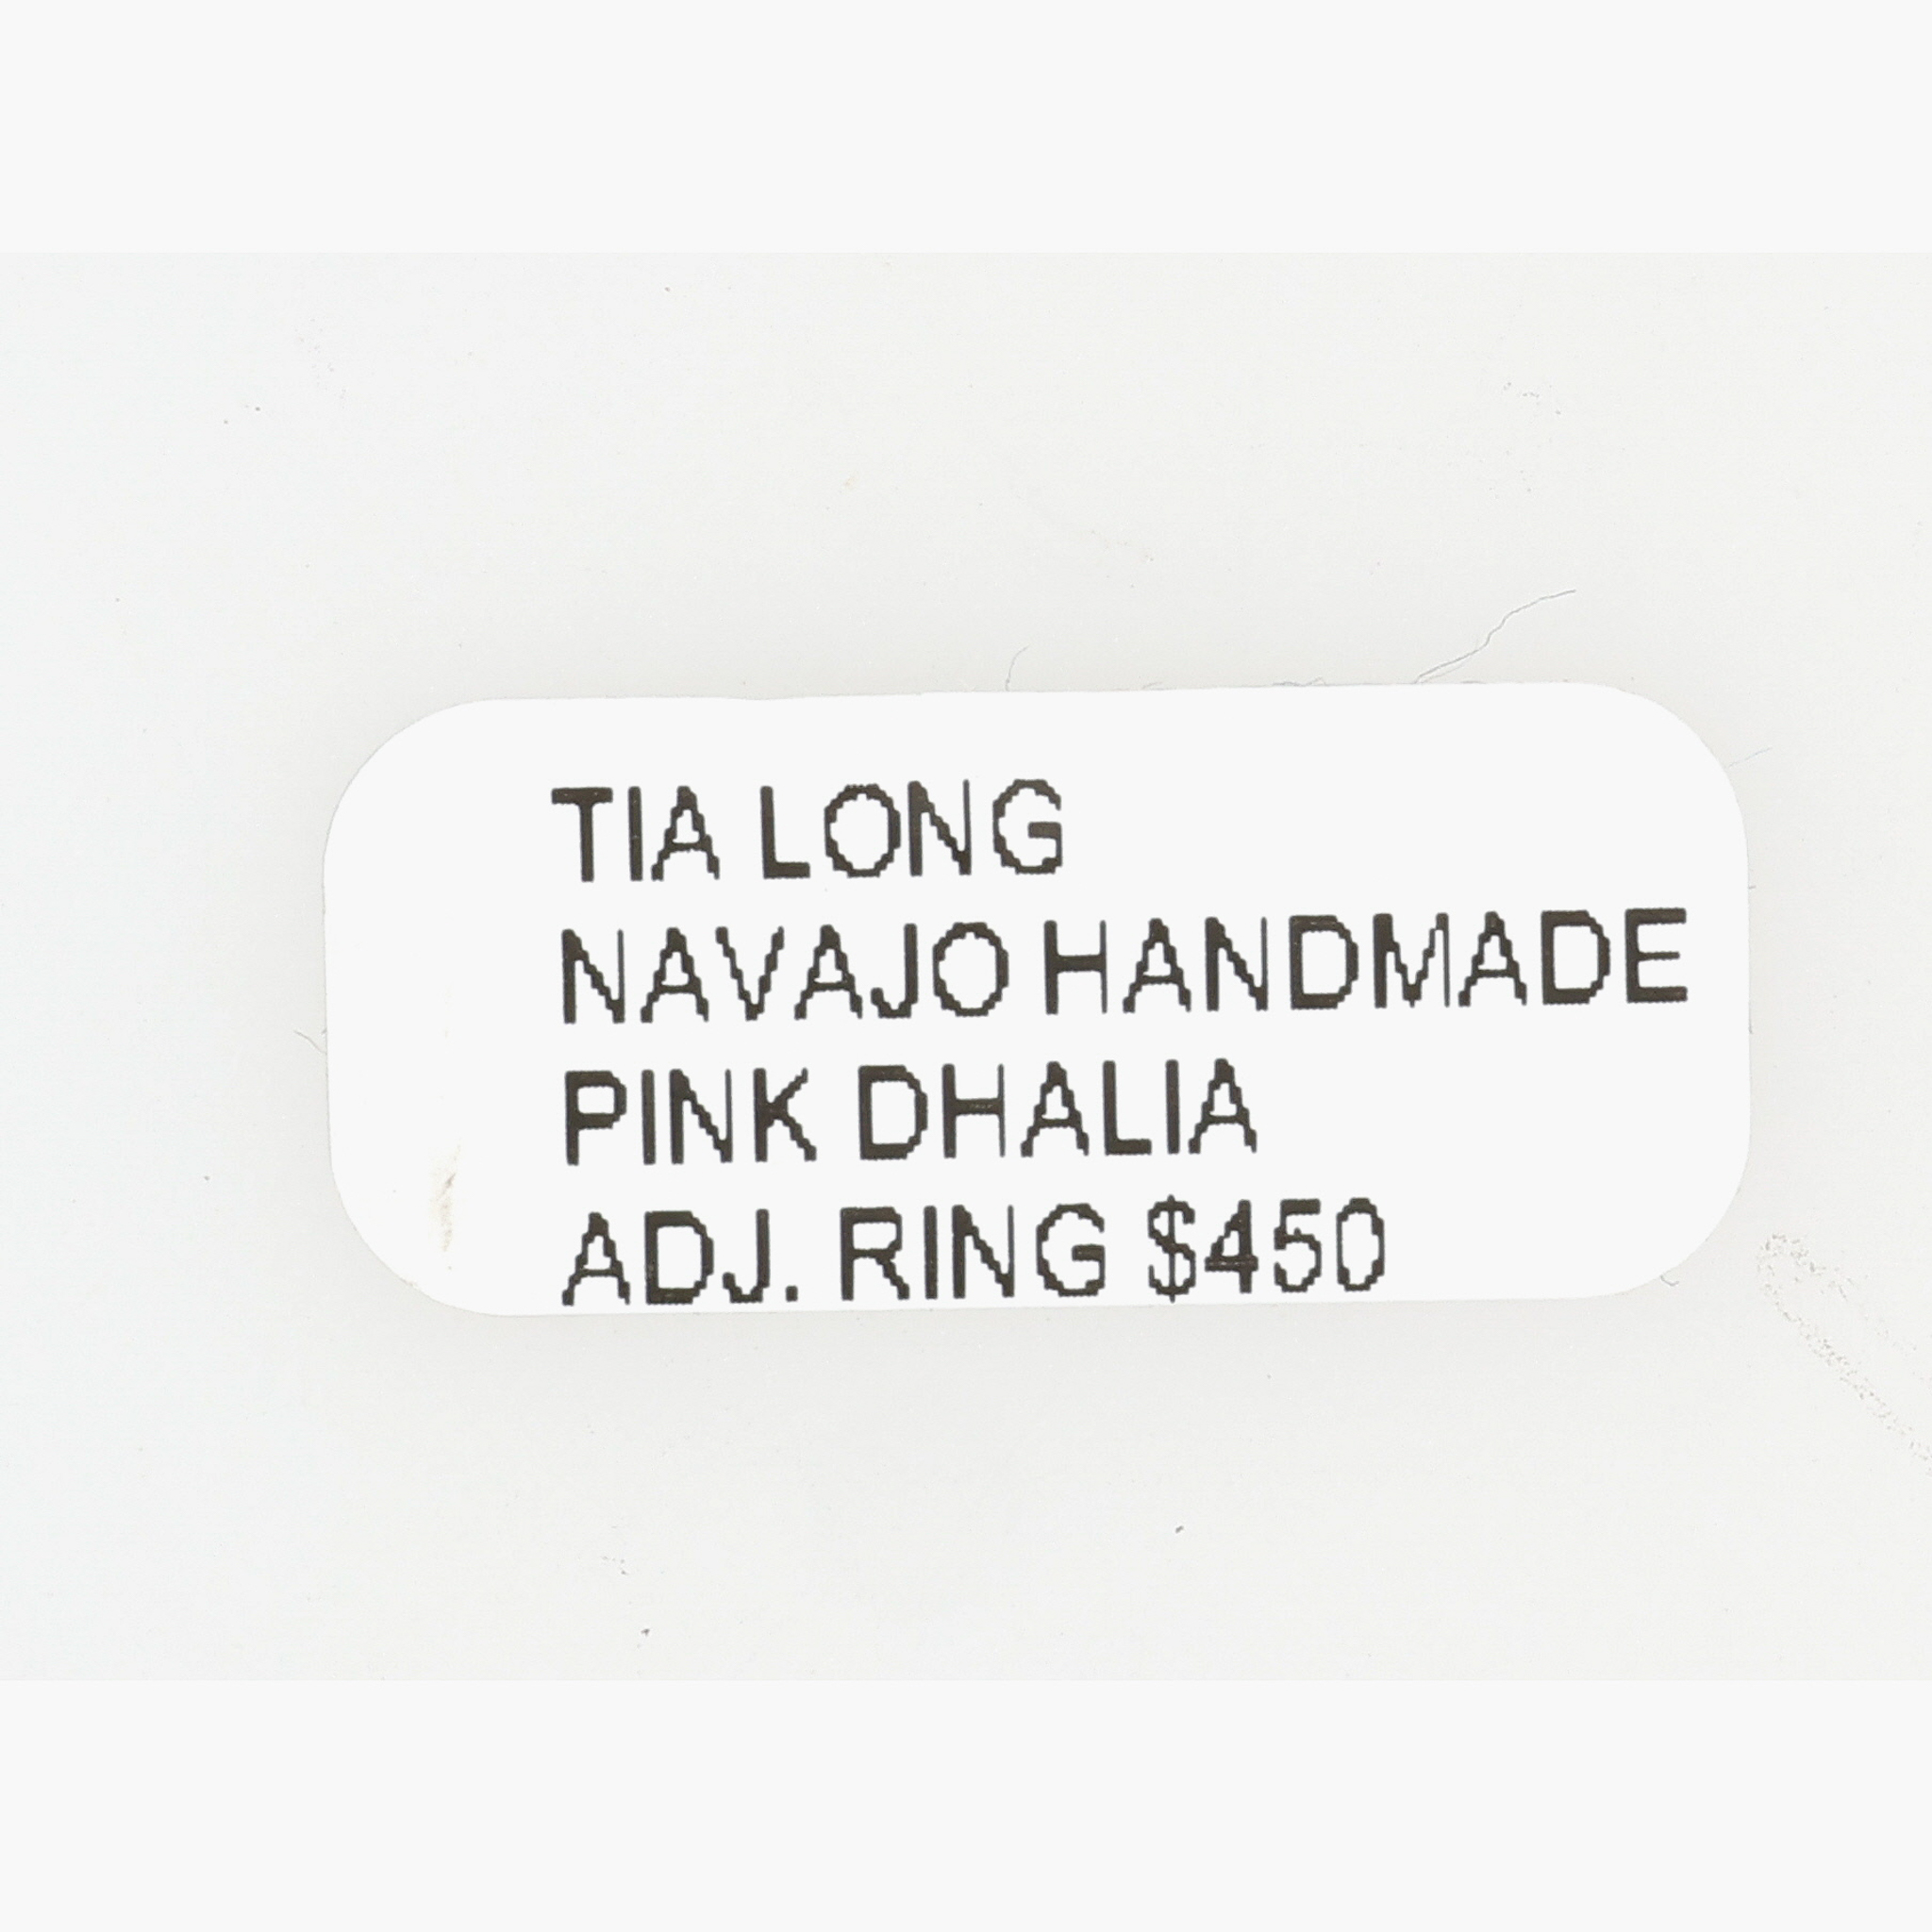 TIA LONG
NAVAJO HANDMADE
PINK DHALIA
ADJ. RING $450